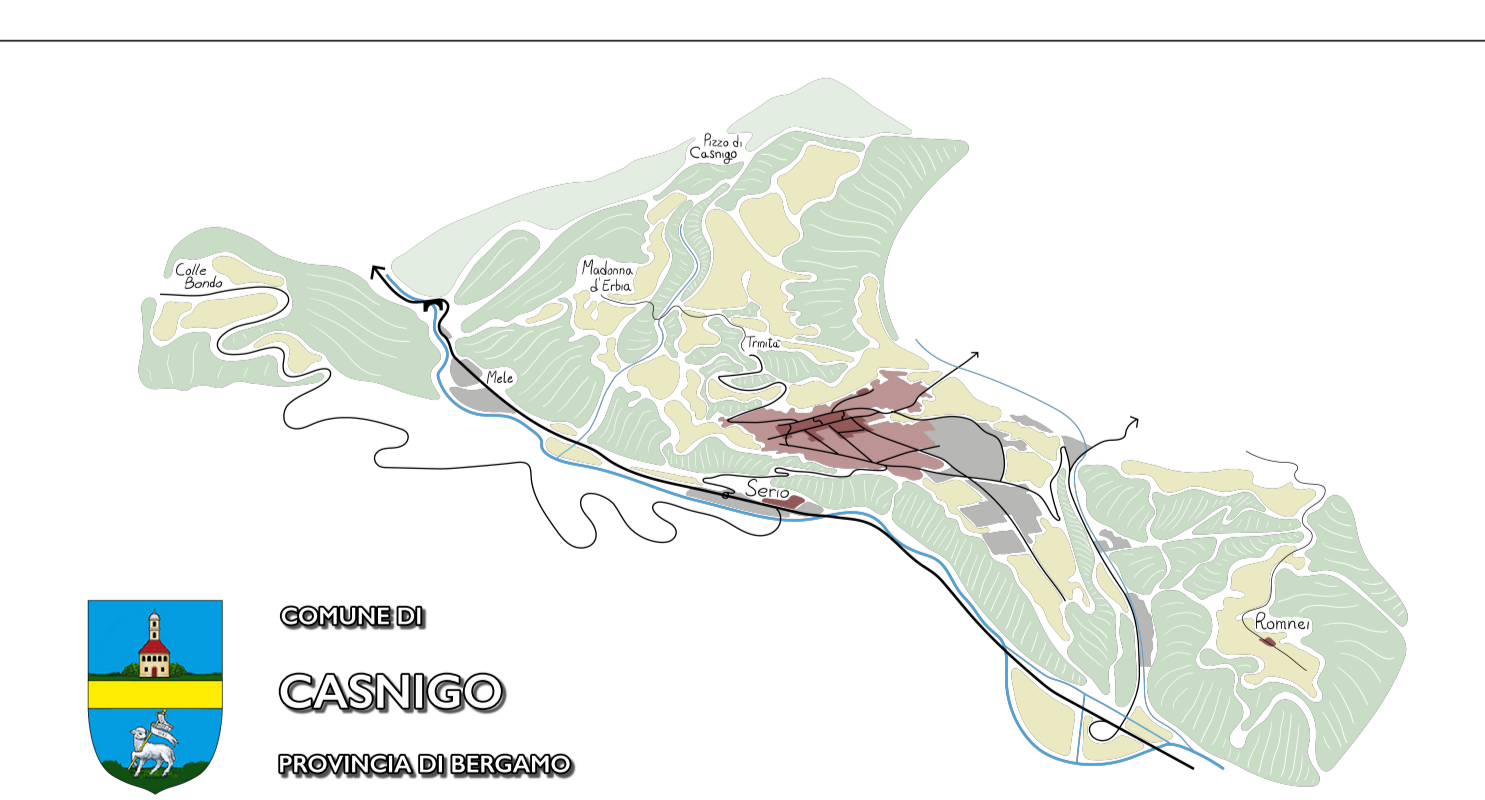 Pizzo di
Casnigo
Colle
Bondo
Madonna
d'Erbia
Trinità
Mele
Serio
Romnei
COMUNE DI
CASNIGO
PROVINCIA DI BERGAMO